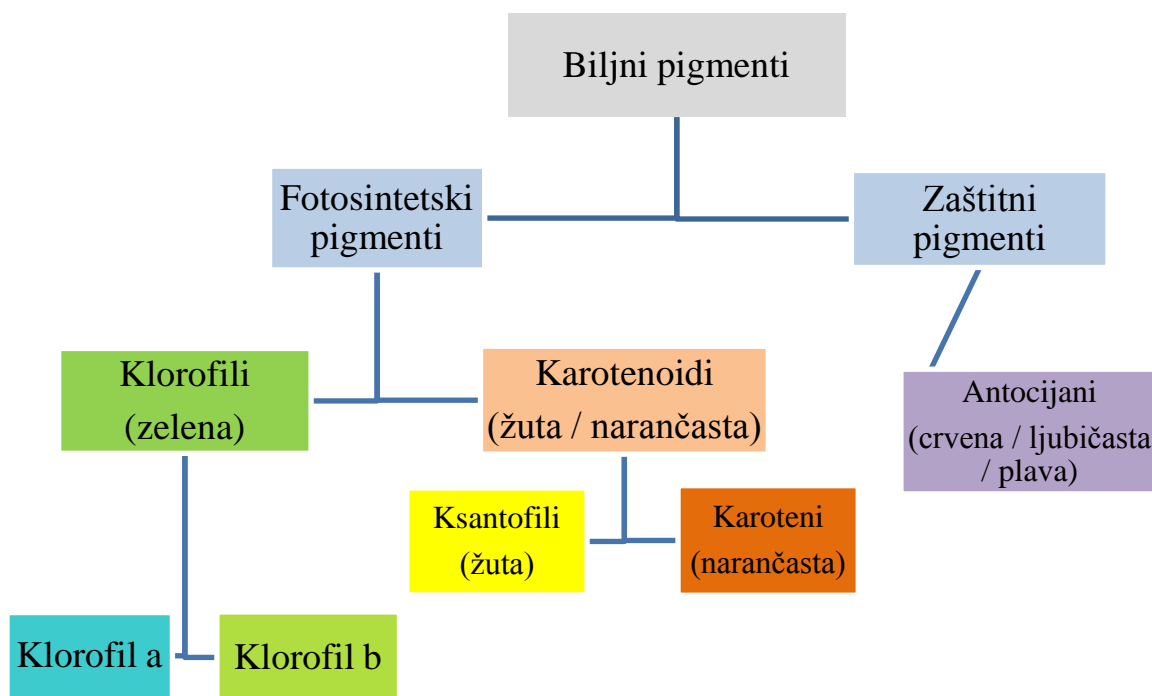 Biljni pigmenti
Fotosintetski
pigmenti
Zaštitni
pigmenti
Klorofili
(zelena)
Karotenoidi
(žuta / narančasta)
Antocijani
(crvena / ljubičasta
/ plava)
Ksantofili
(žuta)
Karoteni
(narančasta)
Klorofil a
Klorofil b